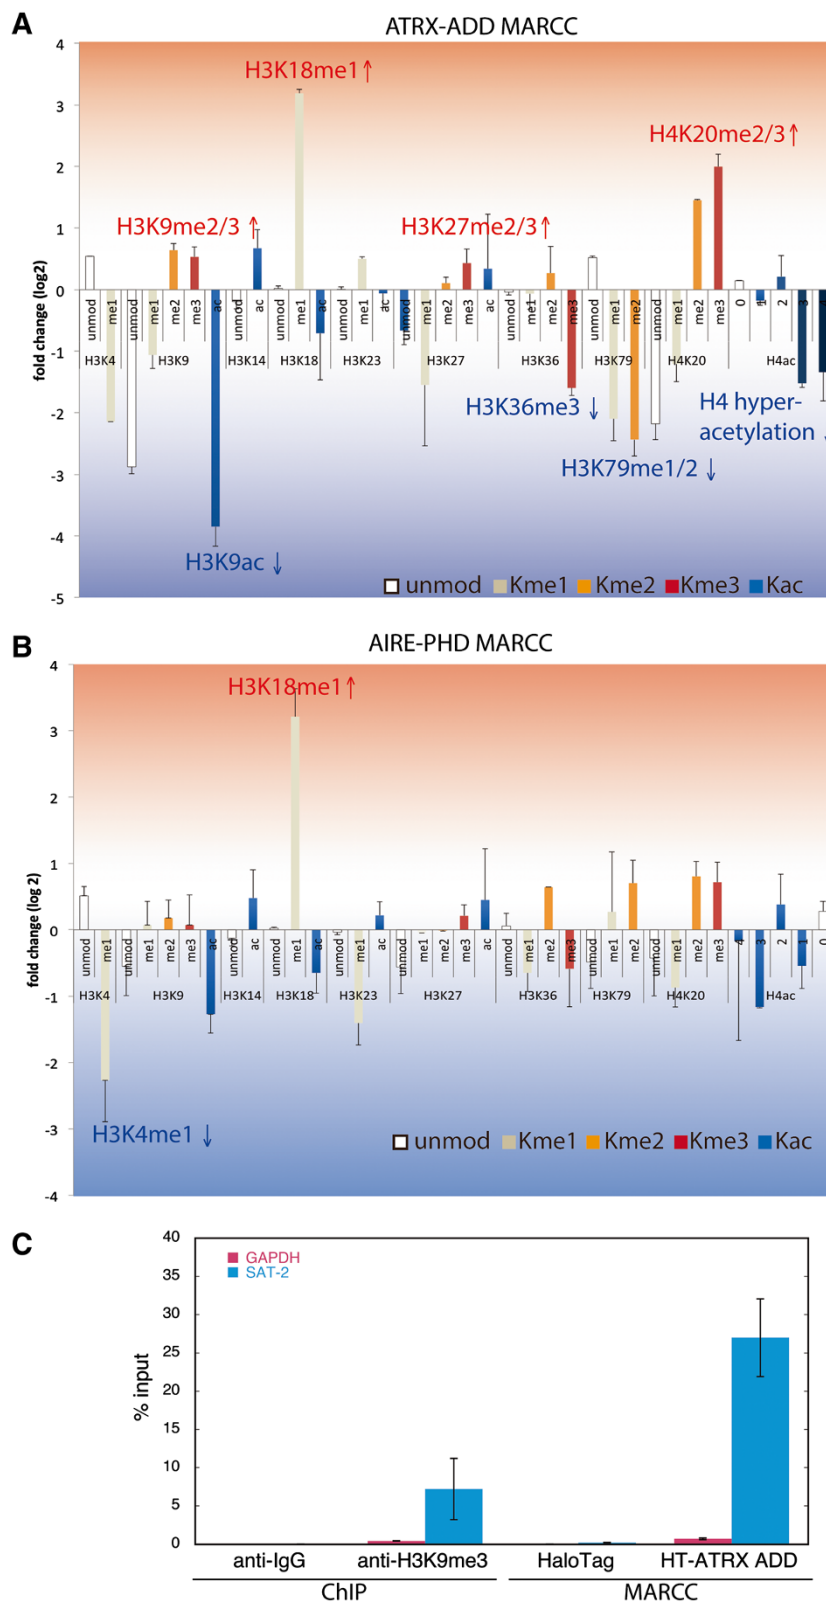 A
ATRX-ADD MARCC
4
3
2
1
0
-1
-2
-3
-4
-5
fold change (log2)
H3K18me1↑
H4K20me2/3↑
H3K9me2/3 ↑
H3K27me2/3↑
unmod me1 unmod me1 me2 me3 ac unmod ac unmod me1 ac unmod me1 ac unmod me1 me2 me3 ac unmod me1 me2 me3 unmod me1 me2 unmod me1 me2 me3 0 1 2 3
H3K4 H3K9 H3K14 H3K18 H3K23 H3K27 H3K36 H3K79 H4K20 H4ac
H3K36me3 ↓
H4 hyper-
acetylation
H3K79me1/2 ↓
H3K9ac ↓
unmod Kme1 Kme2 Kme3 Kac
B
AIRE-PHD MARCC
4
3
2
1
0
-1
-2
-3
-4
fold change (log 2)
H3K18me1↑
unmod me1 unmod me1 me2 me3 ac unmod ac unmod me1 ac unmod me1 ac unmod me1 me2 me3 ac unmod me1 me2 me3 unmod me1 me2 unmod me1 me2 me3 4 3 2 1 0
H3K4 H3K9 H3K14 H3K18 H3K23 H3K27 H3K36 H3K79 H4K20 H4ac
H3K4me1 ↓
unmod Kme1 Kme2 Kme3 Kac
C
40
35
30
25
20
15
10
5
0
% input
GAPDH
SAT-2
anti-IgG anti-H3K9me3 HaloTag HT-ATRX ADD
ChIP MARCC